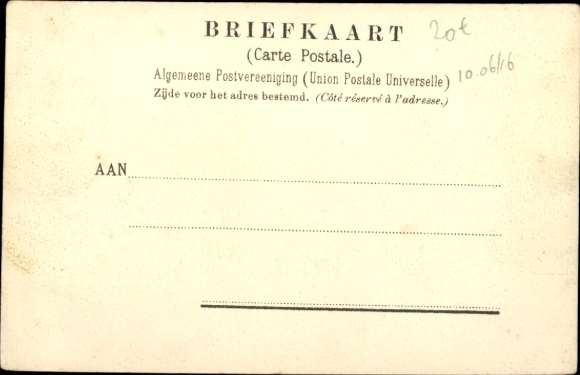 BRIEFKAART 20€
(Carte Postale.)
Algemeene Postvereeniging (Union Postale Universelle) 10.06/16
Zijde voor het adres bestemd. (Côté réservé à l'adresse.)
AAN